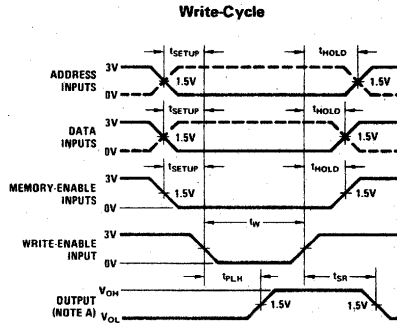 Write-Cycle
tSETUP
tHOLD
3V
ADDRESS
INPUTS
0V
1.5V
1.5V
tSETUP
tHOLD
3V
DATA
INPUTS
0V
1.5V
1.5V
tSETUP
tHOLD
3V
MEMORY-ENABLE
INPUTS
0V
1.5V
1.5V
tW
3V
WRITE-ENABLE
INPUT
0V
tPLH
tSR
VOH
OUTPUT
(NOTE A)
VOL
1.5V
1.5V